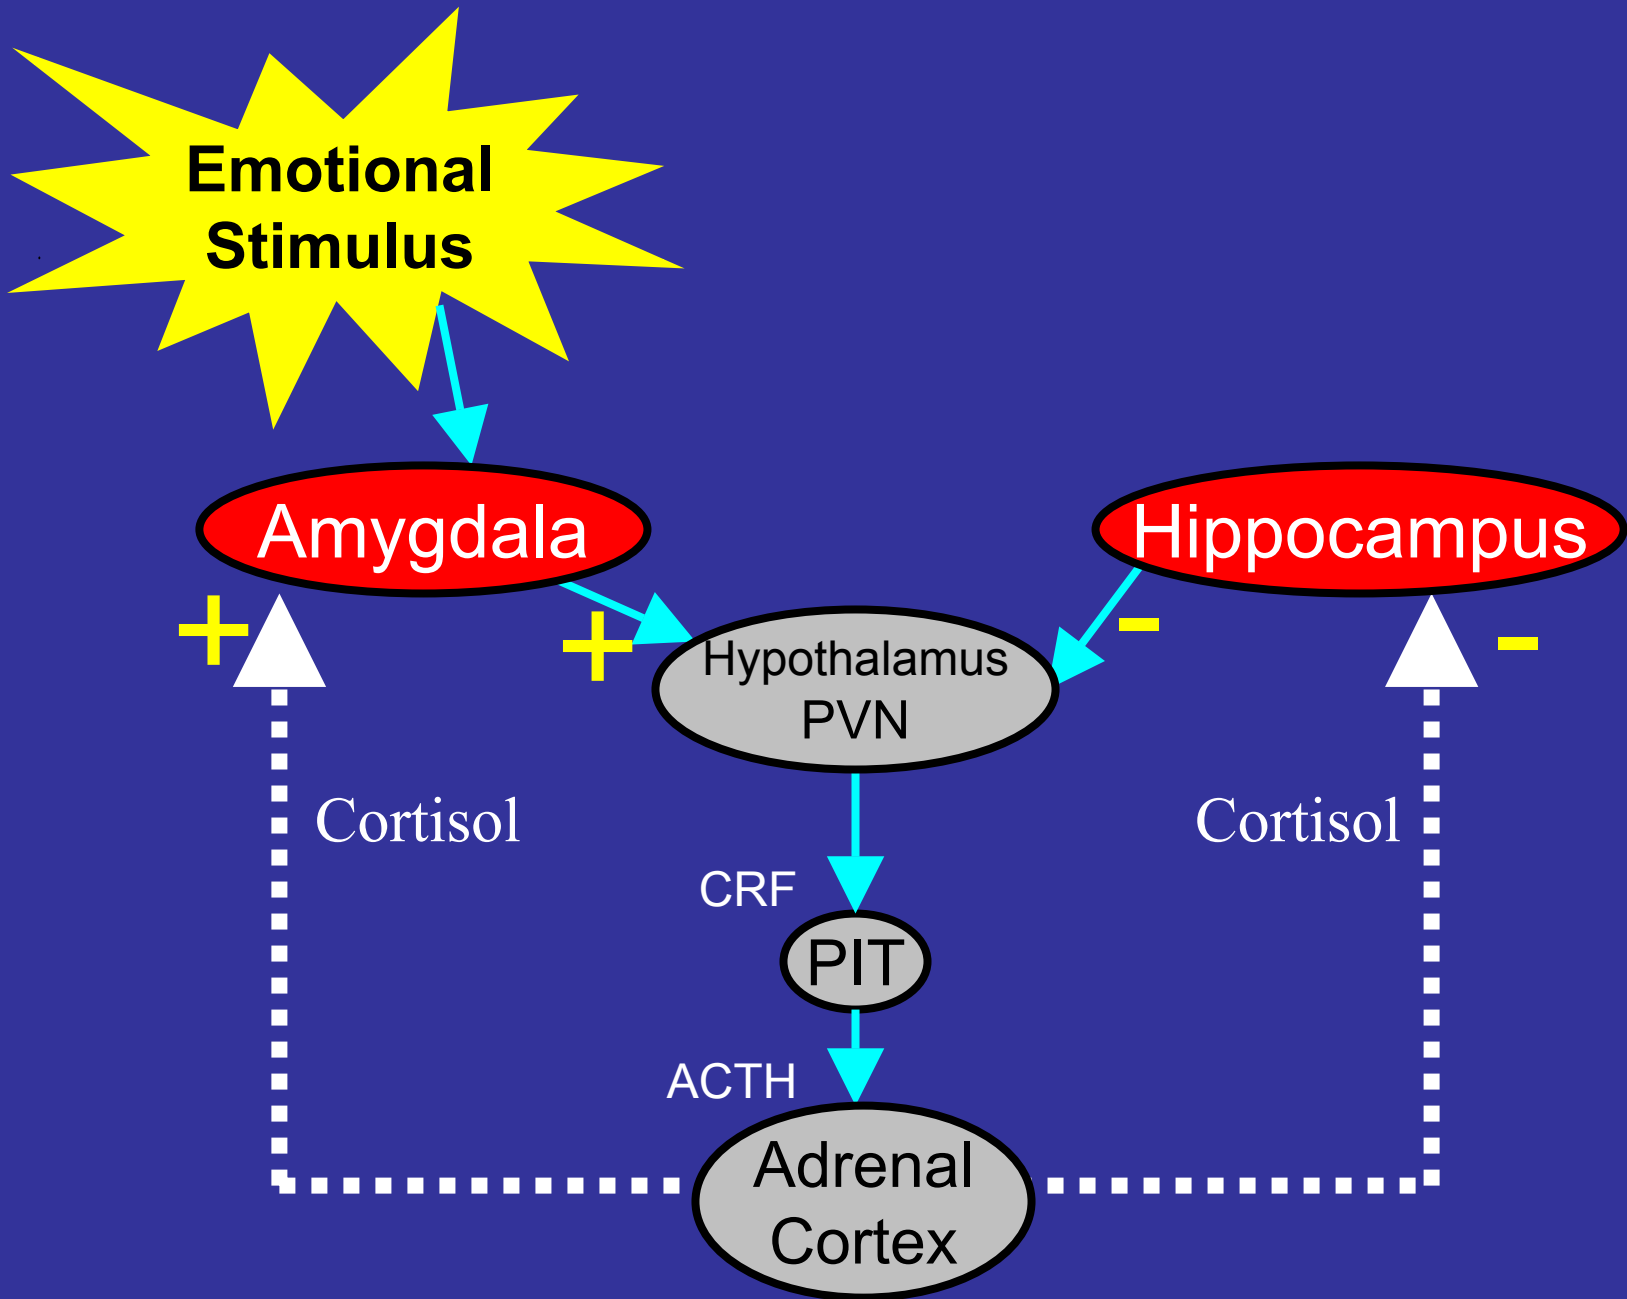 Emotional
Stimulus
Amygdala
Hippocampus
+
+
-
-
Hypothalamus
PVN
Cortisol
Cortisol
CRF
PIT
ACTH
Adrenal
Cortex